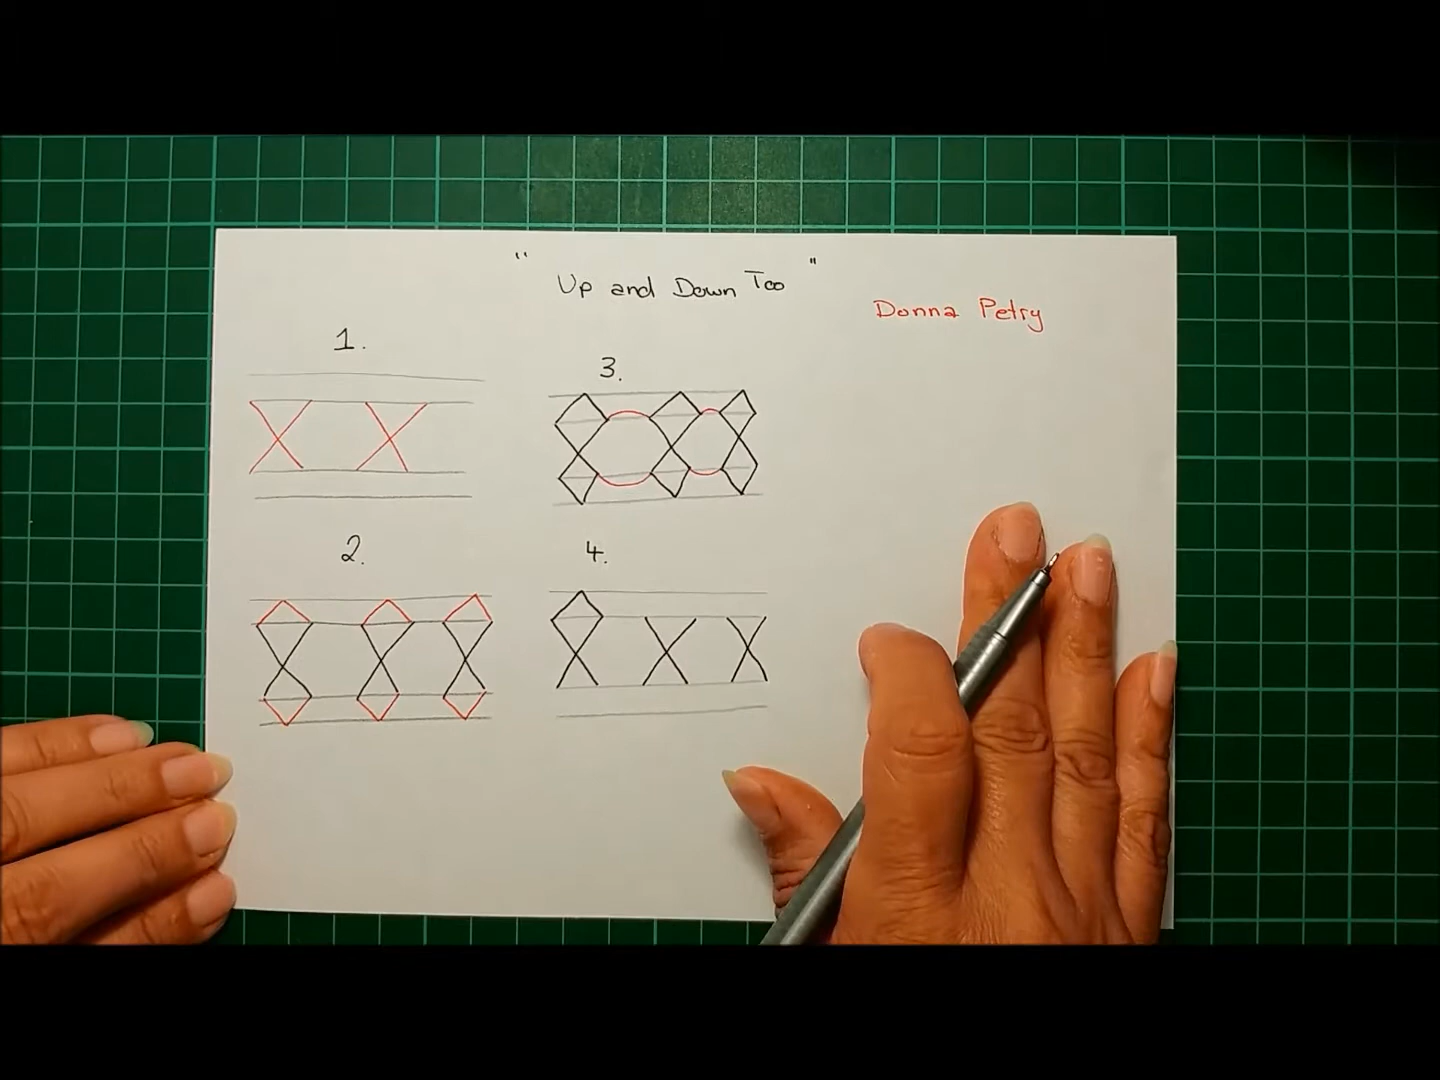 " Up and Down Too "
Donna Petry
1.
2.
3.
4.